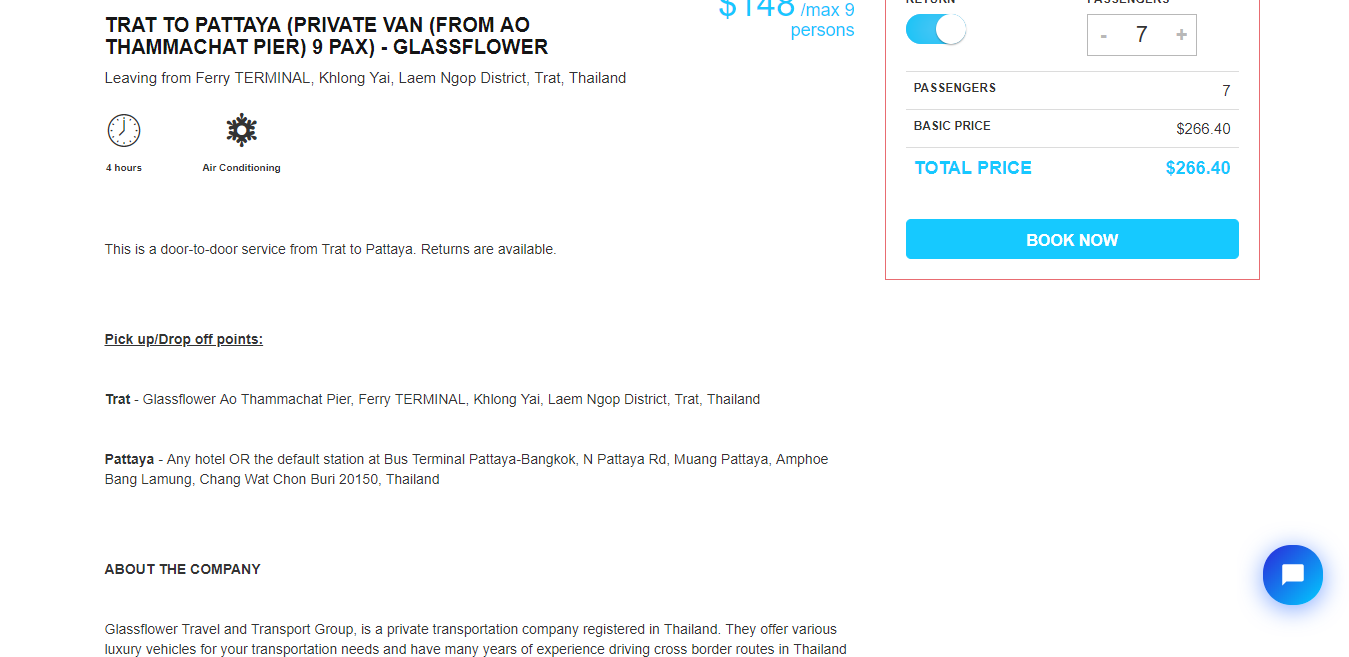 TRAT TO PATTAYA (PRIVATE VAN (FROM AO
THAMMACHAT PIER) 9 PAX) - GLASSFLOWER
$148 /max 9
persons
Leaving from Ferry TERMINAL, Khlong Yai, Laem Ngop District, Trat, Thailand
4 hours
Air Conditioning
This is a door-to-door service from Trat to Pattaya. Returns are available.
Pick up/Drop off points:
Trat - Glassflower Ao Thammachat Pier, Ferry TERMINAL, Khlong Yai, Laem Ngop District, Trat, Thailand
Pattaya - Any hotel OR the default station at Bus Terminal Pattaya-Bangkok, N Pattaya Rd, Muang Pattaya, Amphoe
Bang Lamung, Chang Wat Chon Buri 20150, Thailand
ABOUT THE COMPANY
Glassflower Travel and Transport Group, is a private transportation company registered in Thailand. They offer various
luxury vehicles for your transportation needs and have many years of experience driving cross border routes in Thailand
RETURN
PASSENGERS
- 7 +
PASSENGERS 7
BASIC PRICE $266.40
TOTAL PRICE $266.40
BOOK NOW